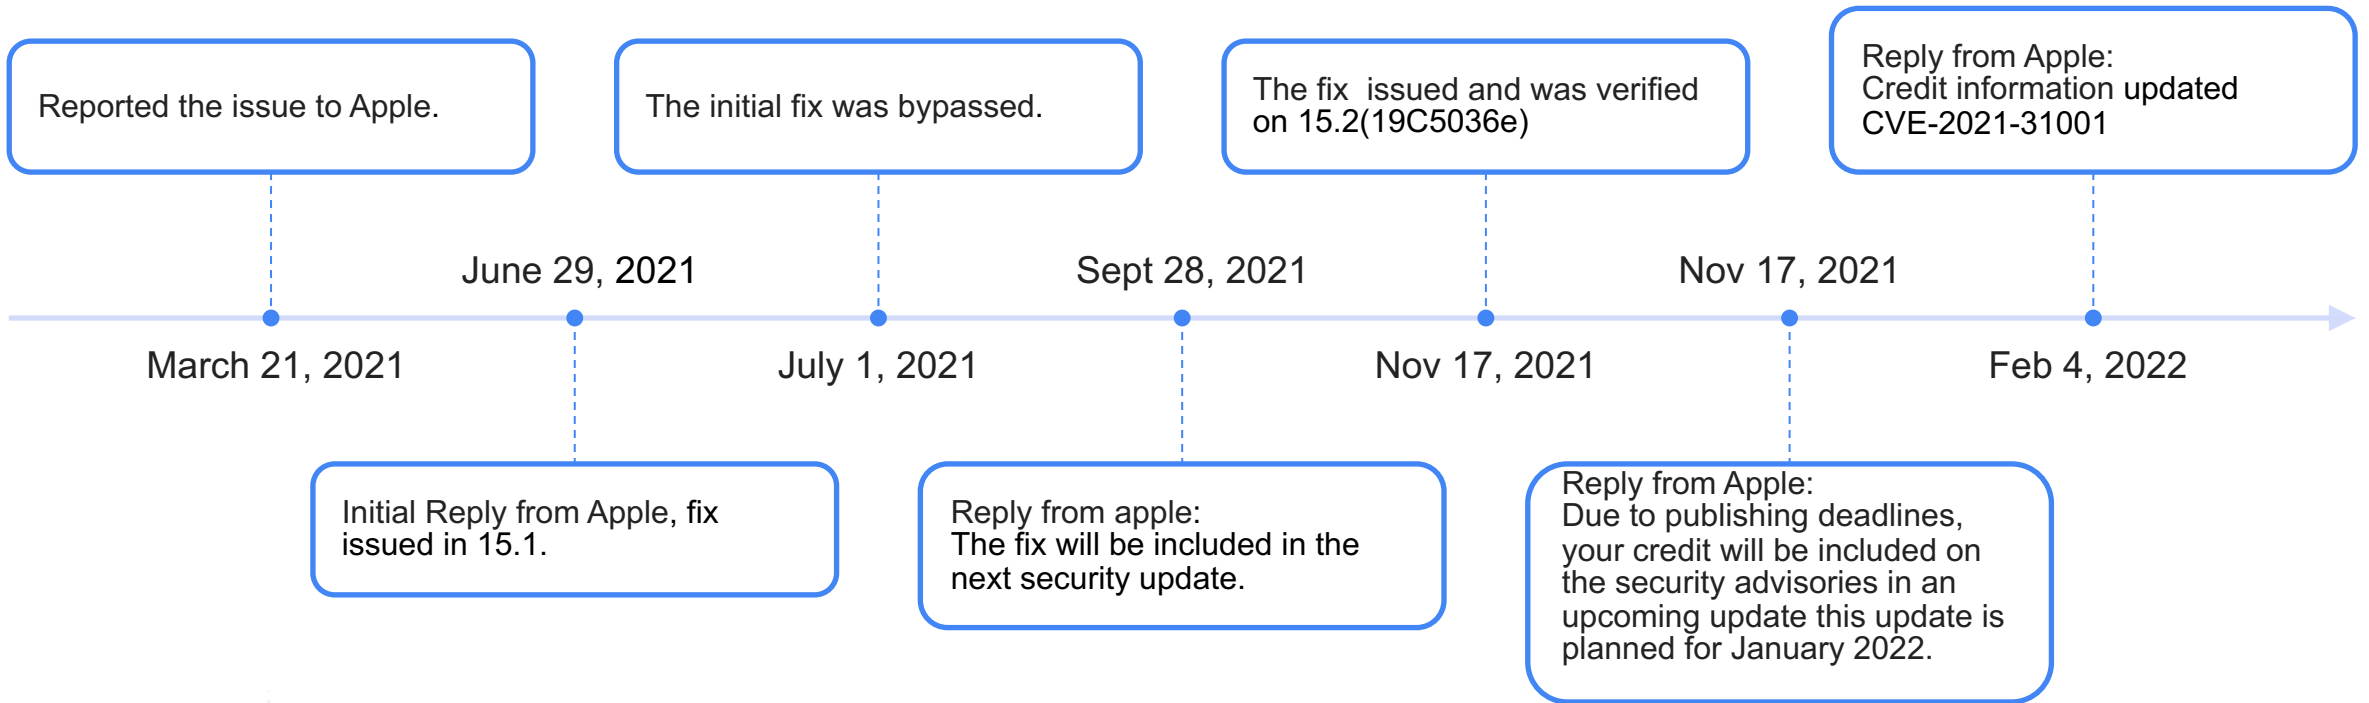 Reported the issue to Apple.
The initial fix was bypassed.
The fix  issued and was verified
on 15.2(19C5036e)
Reply from Apple:
Credit information updated
CVE-2021-31001
June 29, 2021
Sept 28, 2021
Nov 17, 2021
March 21, 2021
July 1, 2021
Nov 17, 2021
Feb 4, 2022
Initial Reply from Apple, fix
issued in 15.1.
Reply from apple:
The fix will be included in the
next security update.
Reply from Apple:
Due to publishing deadlines,
your credit will be included on
the security advisories in an
upcoming update this update is
planned for January 2022.